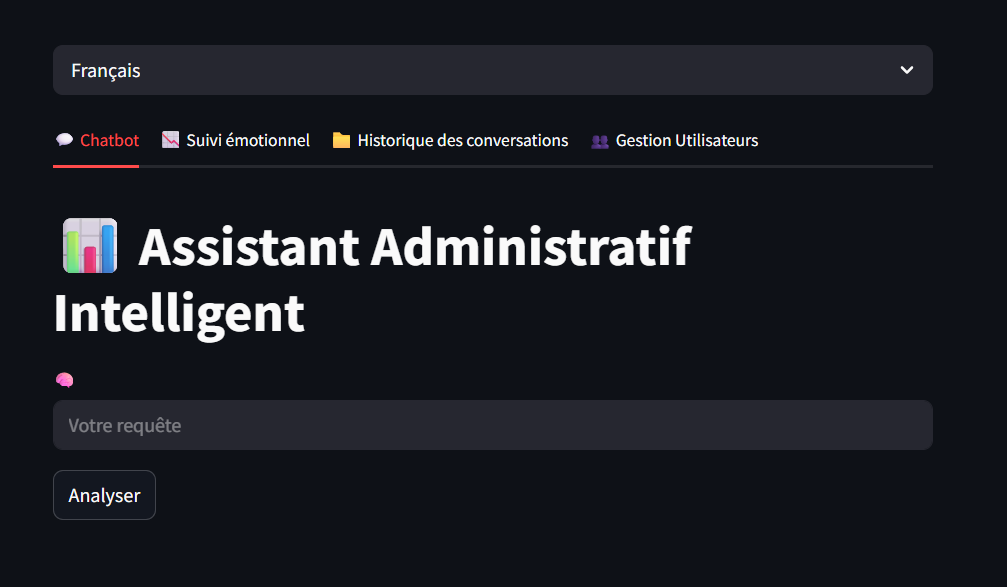 Français
Chatbot Suivi émotionnel Historique des conversations Gestion Utilisateurs
Assistant Administratif
Intelligent
Votre requête
Analyser